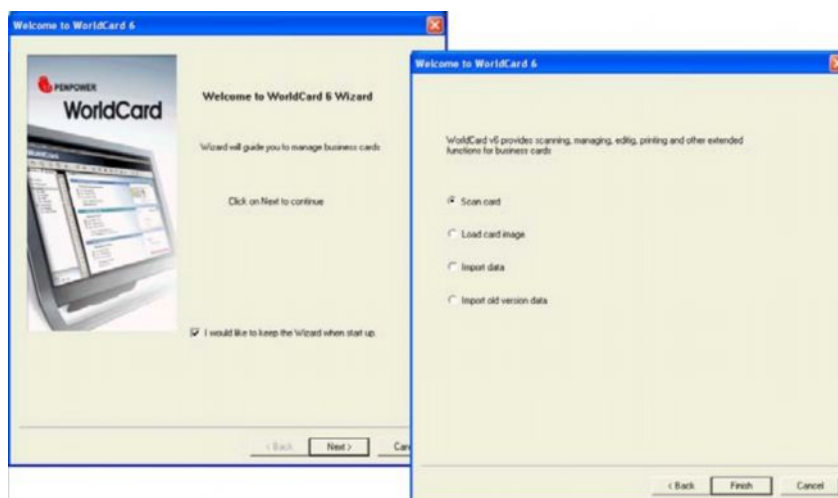 Welcome to WorldCard 6
PENPOWER
WorldCard
Welcome to WorldCard 6 Wizard
Wizard will guide you to manage business cards
Click on Next to continue
I would like to keep the Wizard when start up.
< Back
Next >
Can
Welcome to WorldCard 6
WorldCard v6 provides scanning, managing, editig, printing and other extended
functions for business cards
Scan card
Load card image
Import data
Import old version data
< Back
Finish
Cancel